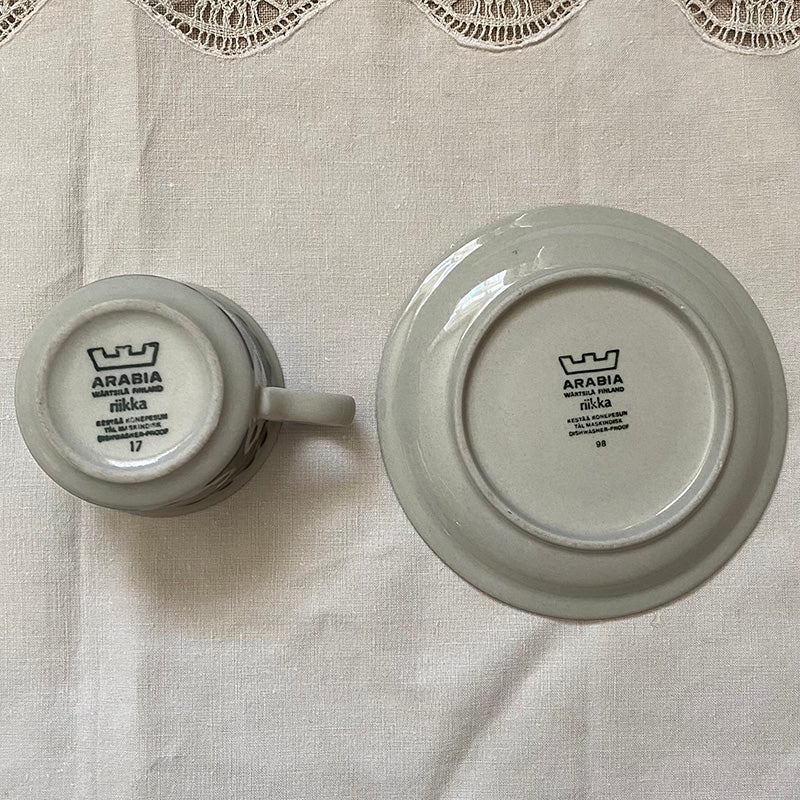 ARABIA
WÄRTSILÄ FINLAND
riikka
KESTÄÄ KONEPESUN
TÅL MASKINDISK
DISHWASHER-PROOF
17
ARABIA
WÄRTSILÄ FINLAND
riikka
KESTÄÄ KONEPESUN
TÅL MASKINDISK
DISHWASHER-PROOF
98